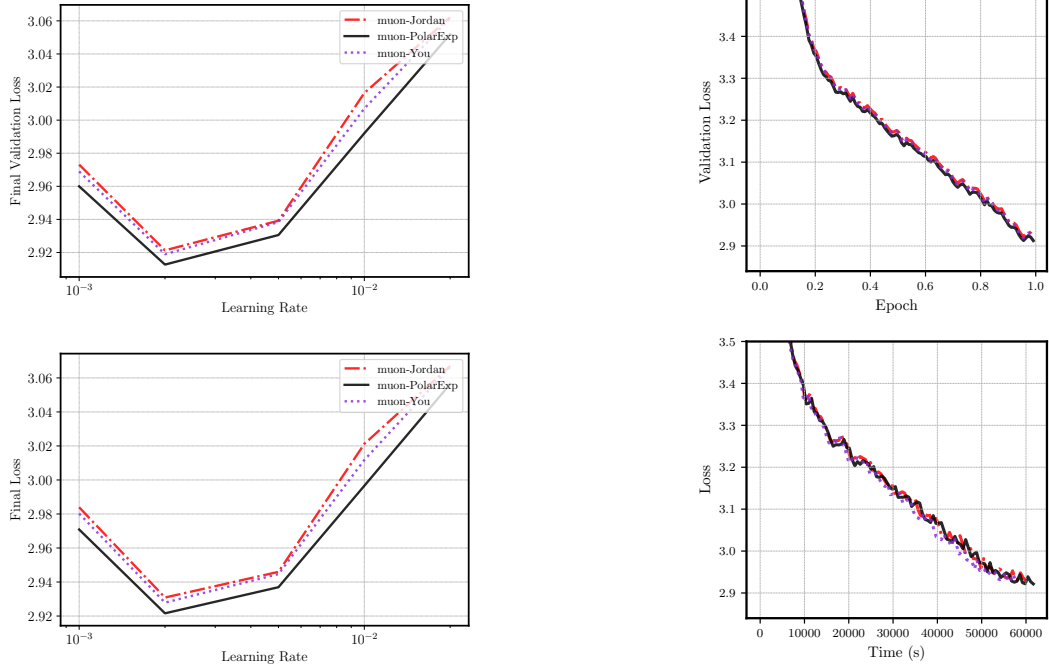 3.06
3.04
3.02
3.00
2.98
2.96
2.94
2.92
Final Validation Loss
muon-Jordan
muon-PolarExp
muon-You
10⁻³
10⁻²
Learning Rate
3.4
3.3
3.2
3.1
3.0
2.9
Validation Loss
0.0 0.2 0.4 0.6 0.8 1.0
Epoch
3.06
3.04
3.02
3.00
2.98
2.96
2.94
2.92
Final Loss
muon-Jordan
muon-PolarExp
muon-You
10⁻³
10⁻²
Learning Rate
3.5
3.4
3.3
3.2
3.1
3.0
2.9
Loss
0 10000 20000 30000 40000 50000 60000
Time (s)